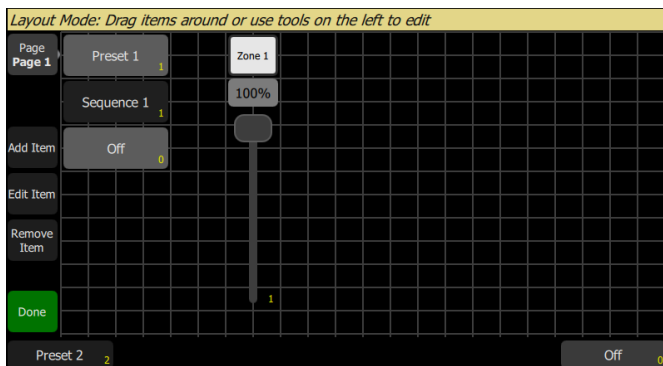 Layout Mode: Drag items around or use tools on the left to edit
Page
Page 1
Preset 1
1
Zone 1
100%
Sequence 1
1
Add Item
Off
0
Edit Item
Remove
Item
1
Done
Preset 2
2
Off
0